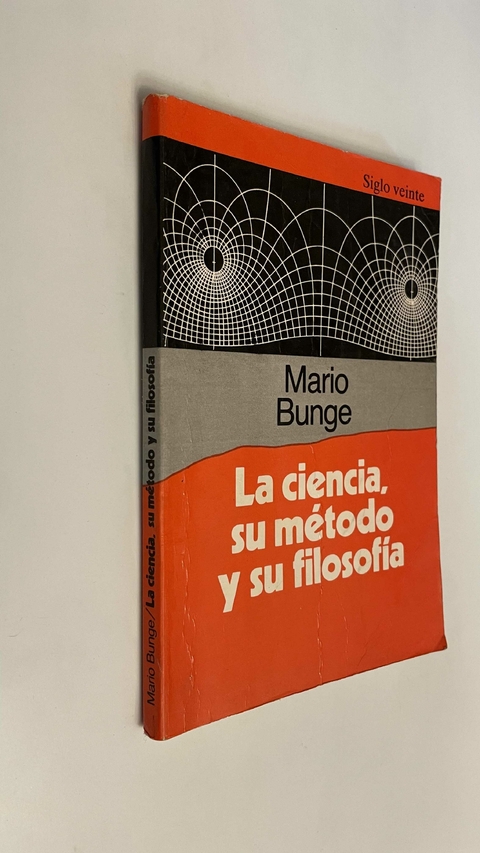 Siglo veinte
Mario
Bunge
La ciencia,
su método
y su filosofía
Mario Bunge/La ciencia, su método y su filosofía